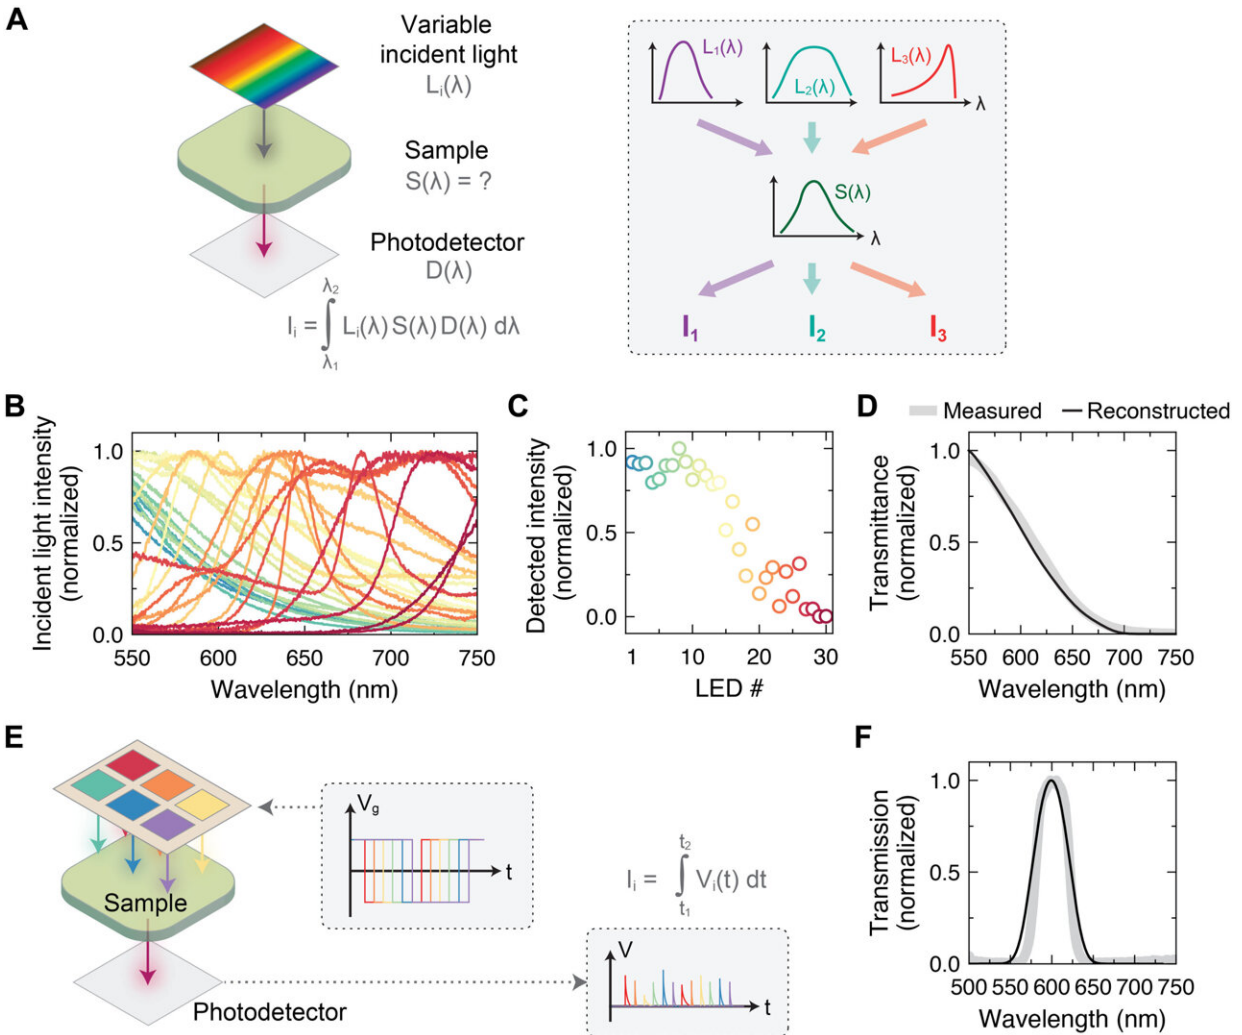 A
Variable
incident light
Lᵢ(λ)
Sample
S(λ) = ?
Photodetector
D(λ)
λ₂
Iᵢ = ∫ Lᵢ(λ) S(λ) D(λ) dλ
λ₁
L₁(λ)
L₂(λ)
L₃(λ)
λ
S(λ)
λ
I₁ I₂ I₃
B
Incident light intensity
(normalized)
1.0
0.5
0.0
550 600 650 700 750
Wavelength (nm)
C
Detected intensity
(normalized)
1.0
0.5
0.0
1 10 20 30
LED #
D
Measured Reconstructed
Transmittance
1.0
0.5
0.0
550 600 650 700 750
Wavelength (nm)
E
Sample
Photodetector
V_g
t
t₂
Iᵢ = ∫ Vᵢ(t) dt
t₁
V
t
F
Transmission
(normalized)
1.0
0.5
0.0
500 550 600 650 700 750
Wavelength (nm)